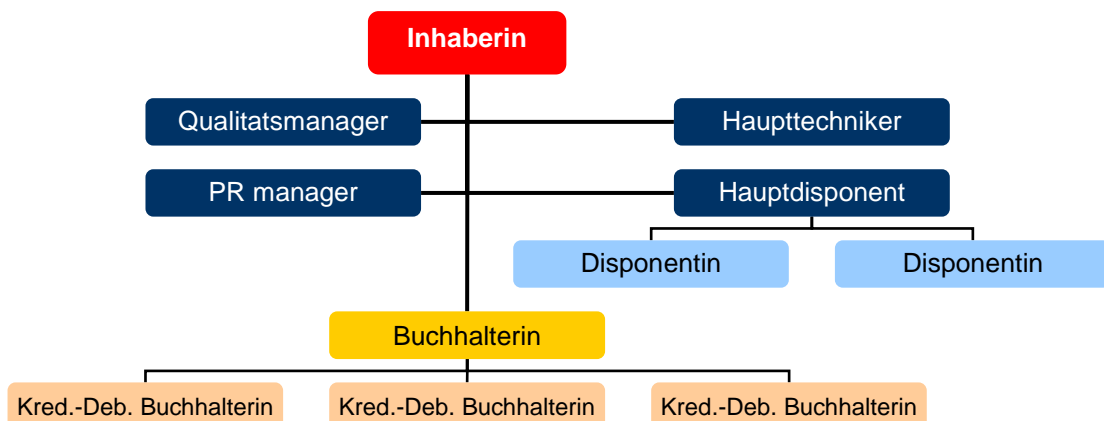 Inhaberin
Qualitatsmanager
Haupttechniker
PR manager
Hauptdisponent
Disponentin
Disponentin
Buchhalterin
Kred.-Deb. Buchhalterin
Kred.-Deb. Buchhalterin
Kred.-Deb. Buchhalterin